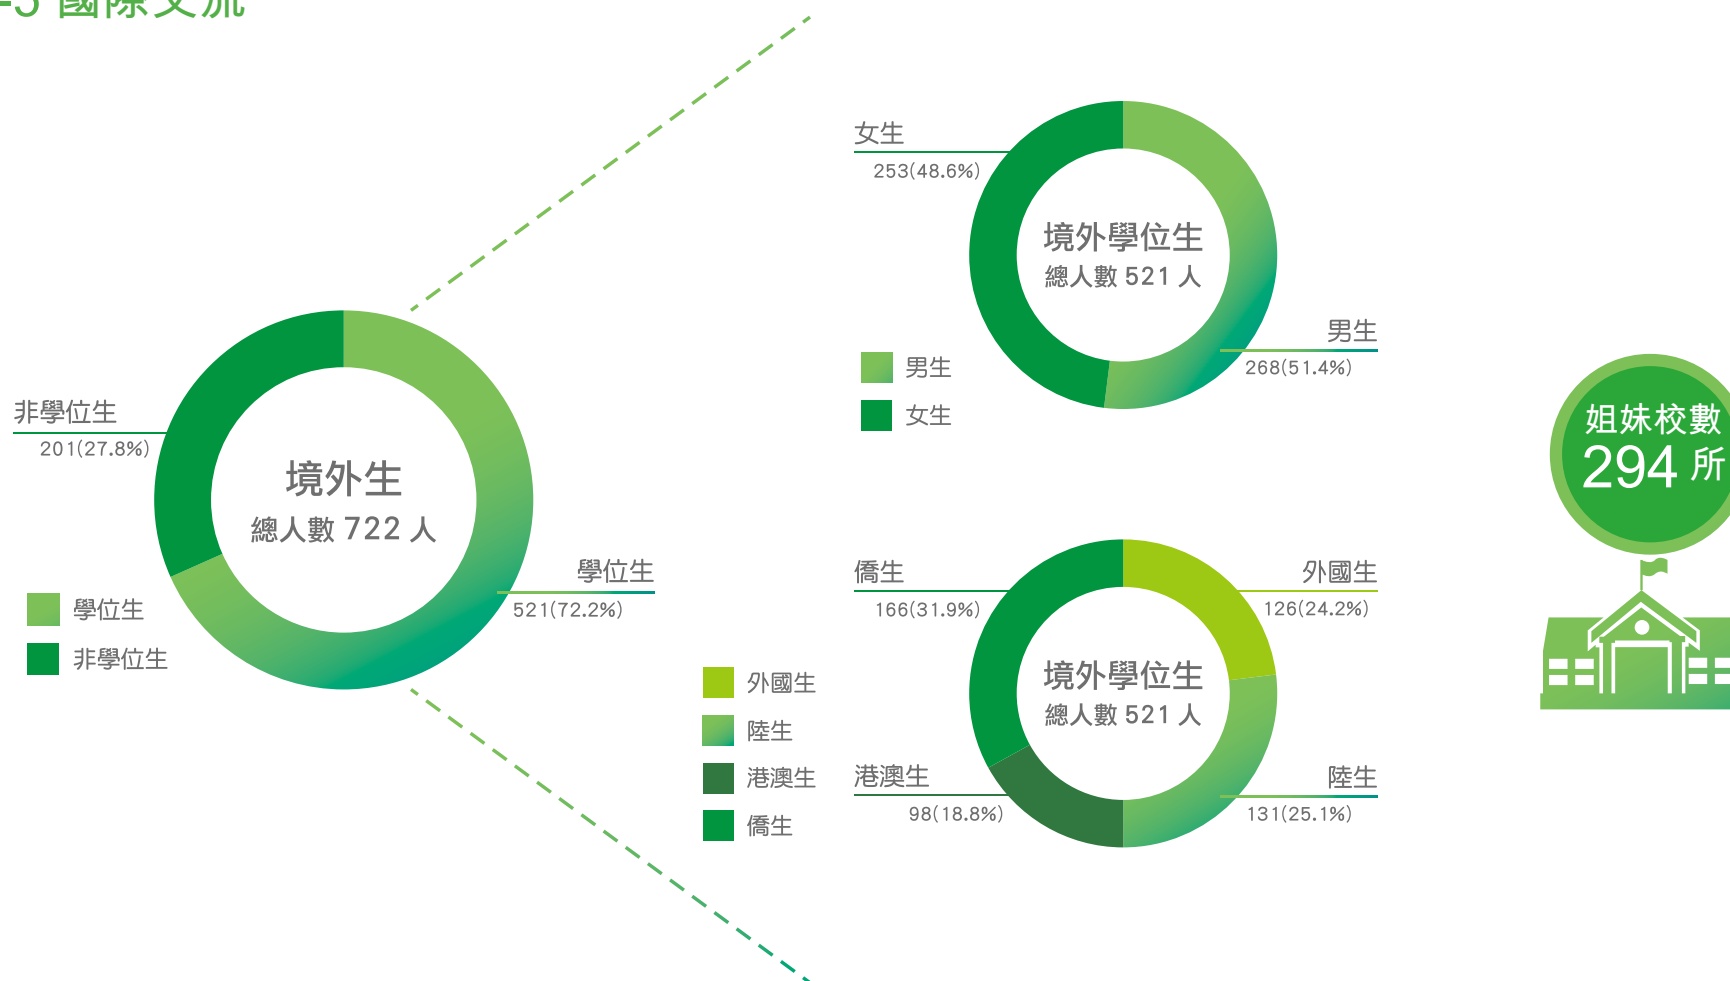 -3 國際交流
非學位生
201(27.8%)
境外生
總人數 722 人
學位生
521(72.2%)
學位生
非學位生
女生
253(48.6%)
境外學位生
總人數 521 人
男生
268(51.4%)
男生
女生
僑生
166(31.9%)
外國生
126(24.2%)
境外學位生
總人數 521 人
港澳生
98(18.8%)
陸生
131(25.1%)
外國生
陸生
港澳生
僑生
姐妹校數
294 所